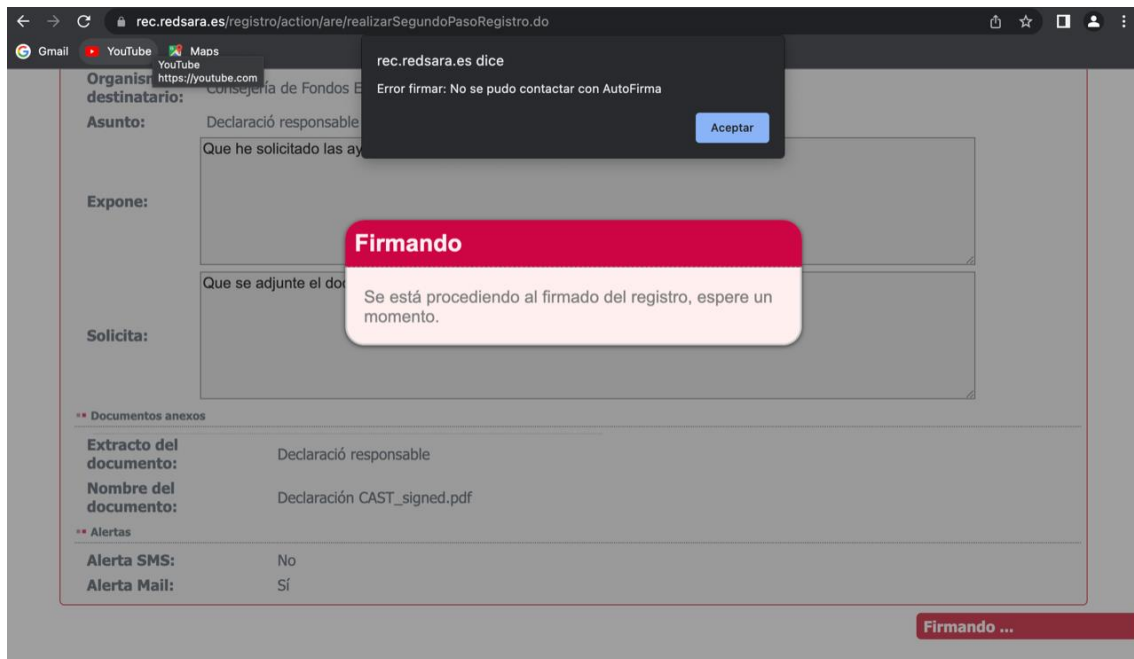 rec.redsara.es/registro/action/are/realizarSegundoPasoRegistro.do
Gmail YouTube Maps
YouTube
https://youtube.com
rec.redsara.es dice
Error firmar: No se pudo contactar con AutoFirma
Aceptar
destinatario: Consejería de Fondos E
Asunto: Declaració responsable
Que he solicitado las ay
Expone:
Firmando
Se está procediendo al firmado del registro, espere un
momento.
Que se adjunte el do
Solicita:
Documentos anexos
Extracto del
documento: Declaració responsable
Nombre del
documento: Declaración CAST_signed.pdf
Alertas
Alerta SMS: No
Alerta Mail: Sí
Firmando ...